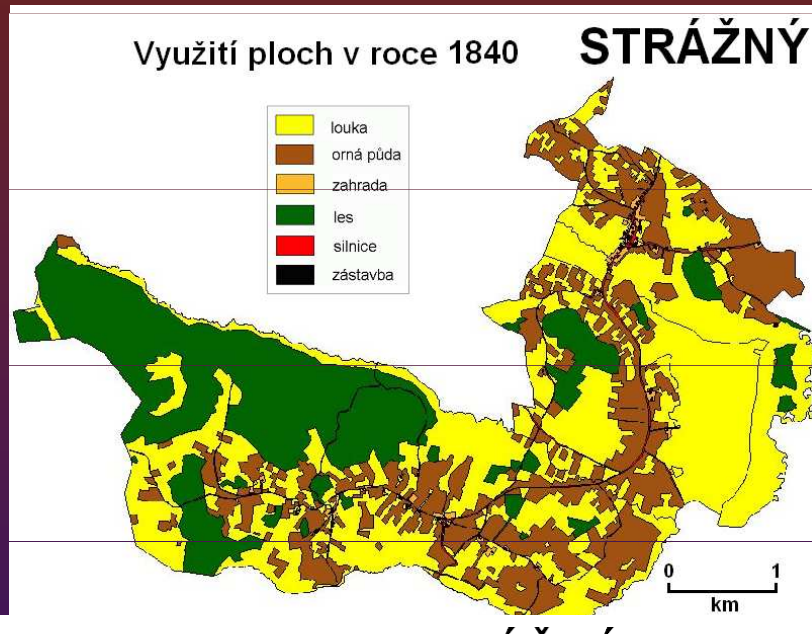 Využití ploch v roce 1840 STRÁŽNÝ
louka
orná půda
zahrada
les
silnice
zástavba
0 1
km